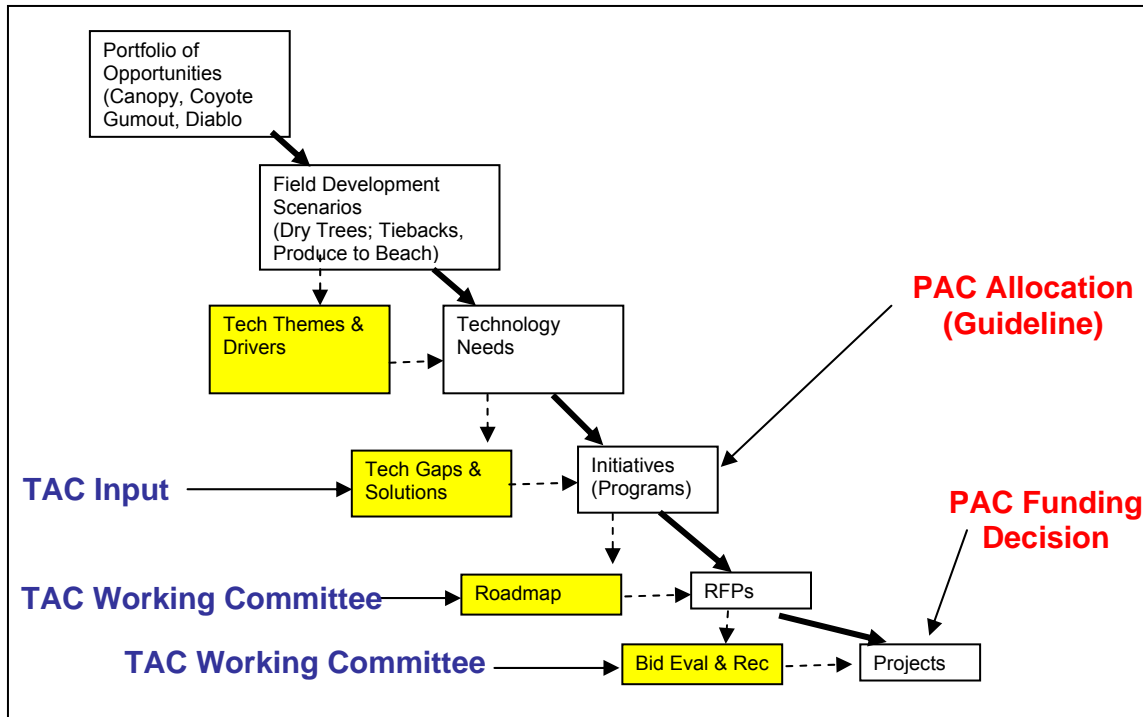 Portfolio of
Opportunities
(Canopy, Coyote
Gumout, Diablo
Field Development
Scenarios
(Dry Trees; Tiebacks,
Produce to Beach)
Tech Themes &
Drivers
Technology
Needs
PAC Allocation
(Guideline)
TAC Input
Tech Gaps &
Solutions
Initiatives
(Programs)
PAC Funding
Decision
TAC Working Committee
Roadmap
RFPs
TAC Working Committee
Bid Eval & Rec
Projects